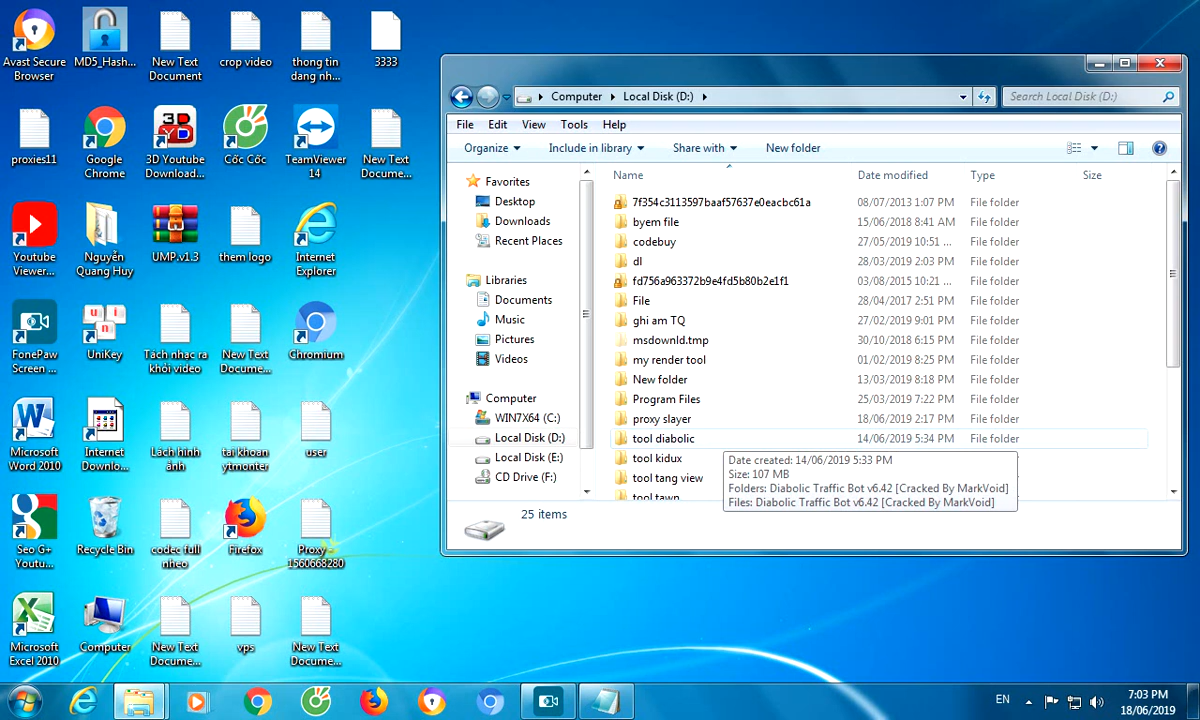 Avast Secure
Browser
MD5_Hash...
New Text
Document
crop video
thong tin
dang nh...
3333
proxies11
Google
Chrome
3D Youtube
Download...
Cốc Cốc
TeamViewer
14
New Text
Docume...
Youtube
Viewer...
Nguyễn
Quang Huy
UMP.v1.3
them logo
Internet
Explorer
FonePaw
Screen ...
UniKey
Tach nhạc ra
khỏi video
New Text
Docume...
Chromium
Microsoft
Word 2010
Internet
Downlo...
Lách hình
ảnh
tai khoan
ytmonter
user
Seo G+
Youtu...
Recycle Bin
codec full
nheo
Firefox
Proxy -
1560668280
Microsoft
Excel 2010
Computer
New Text
Docume...
vps
New Text
Docume...
Computer
Local Disk (D:)
Search Local Disk (D:)
File Edit View Tools Help
Organize Include in library Share with New folder
Favorites
Desktop
Downloads
Recent Places
Libraries
Documents
Music
Pictures
Videos
Computer
WIN7X64 (C:)
Local Disk (D:)
Local Disk (E:)
CD Drive (F:)
Name Date modified Type Size
7f354c3113597baaf57637e0eacbc61a 08/07/2013 1:07 PM File folder
byem file 15/06/2018 8:41 AM File folder
codebuy 27/05/2019 10:51 ... File folder
dl 28/03/2019 2:03 PM File folder
fd756a963372b9e4fd5b80b2e1f1 03/08/2015 10:21 ... File folder
File 28/04/2017 2:51 PM File folder
ghi am TQ 27/02/2019 9:01 PM File folder
msdownld.tmp 30/10/2018 6:15 PM File folder
my render tool 01/02/2019 8:25 PM File folder
New folder 13/03/2019 8:18 PM File folder
Program Files 25/03/2019 7:22 PM File folder
proxy slayer 18/06/2019 2:17 PM File folder
tool diabolic 14/06/2019 5:34 PM File folder
tool kidux
tool tang view
tool tawn
Date created: 14/06/2019 5:33 PM
Size: 107 MB
Folders: Diabolic Traffic Bot v6.42 [Cracked By MarkVoid]
Files: Diabolic Traffic Bot v6.42 [Cracked By MarkVoid]
25 items
EN
7:03 PM
18/06/2019